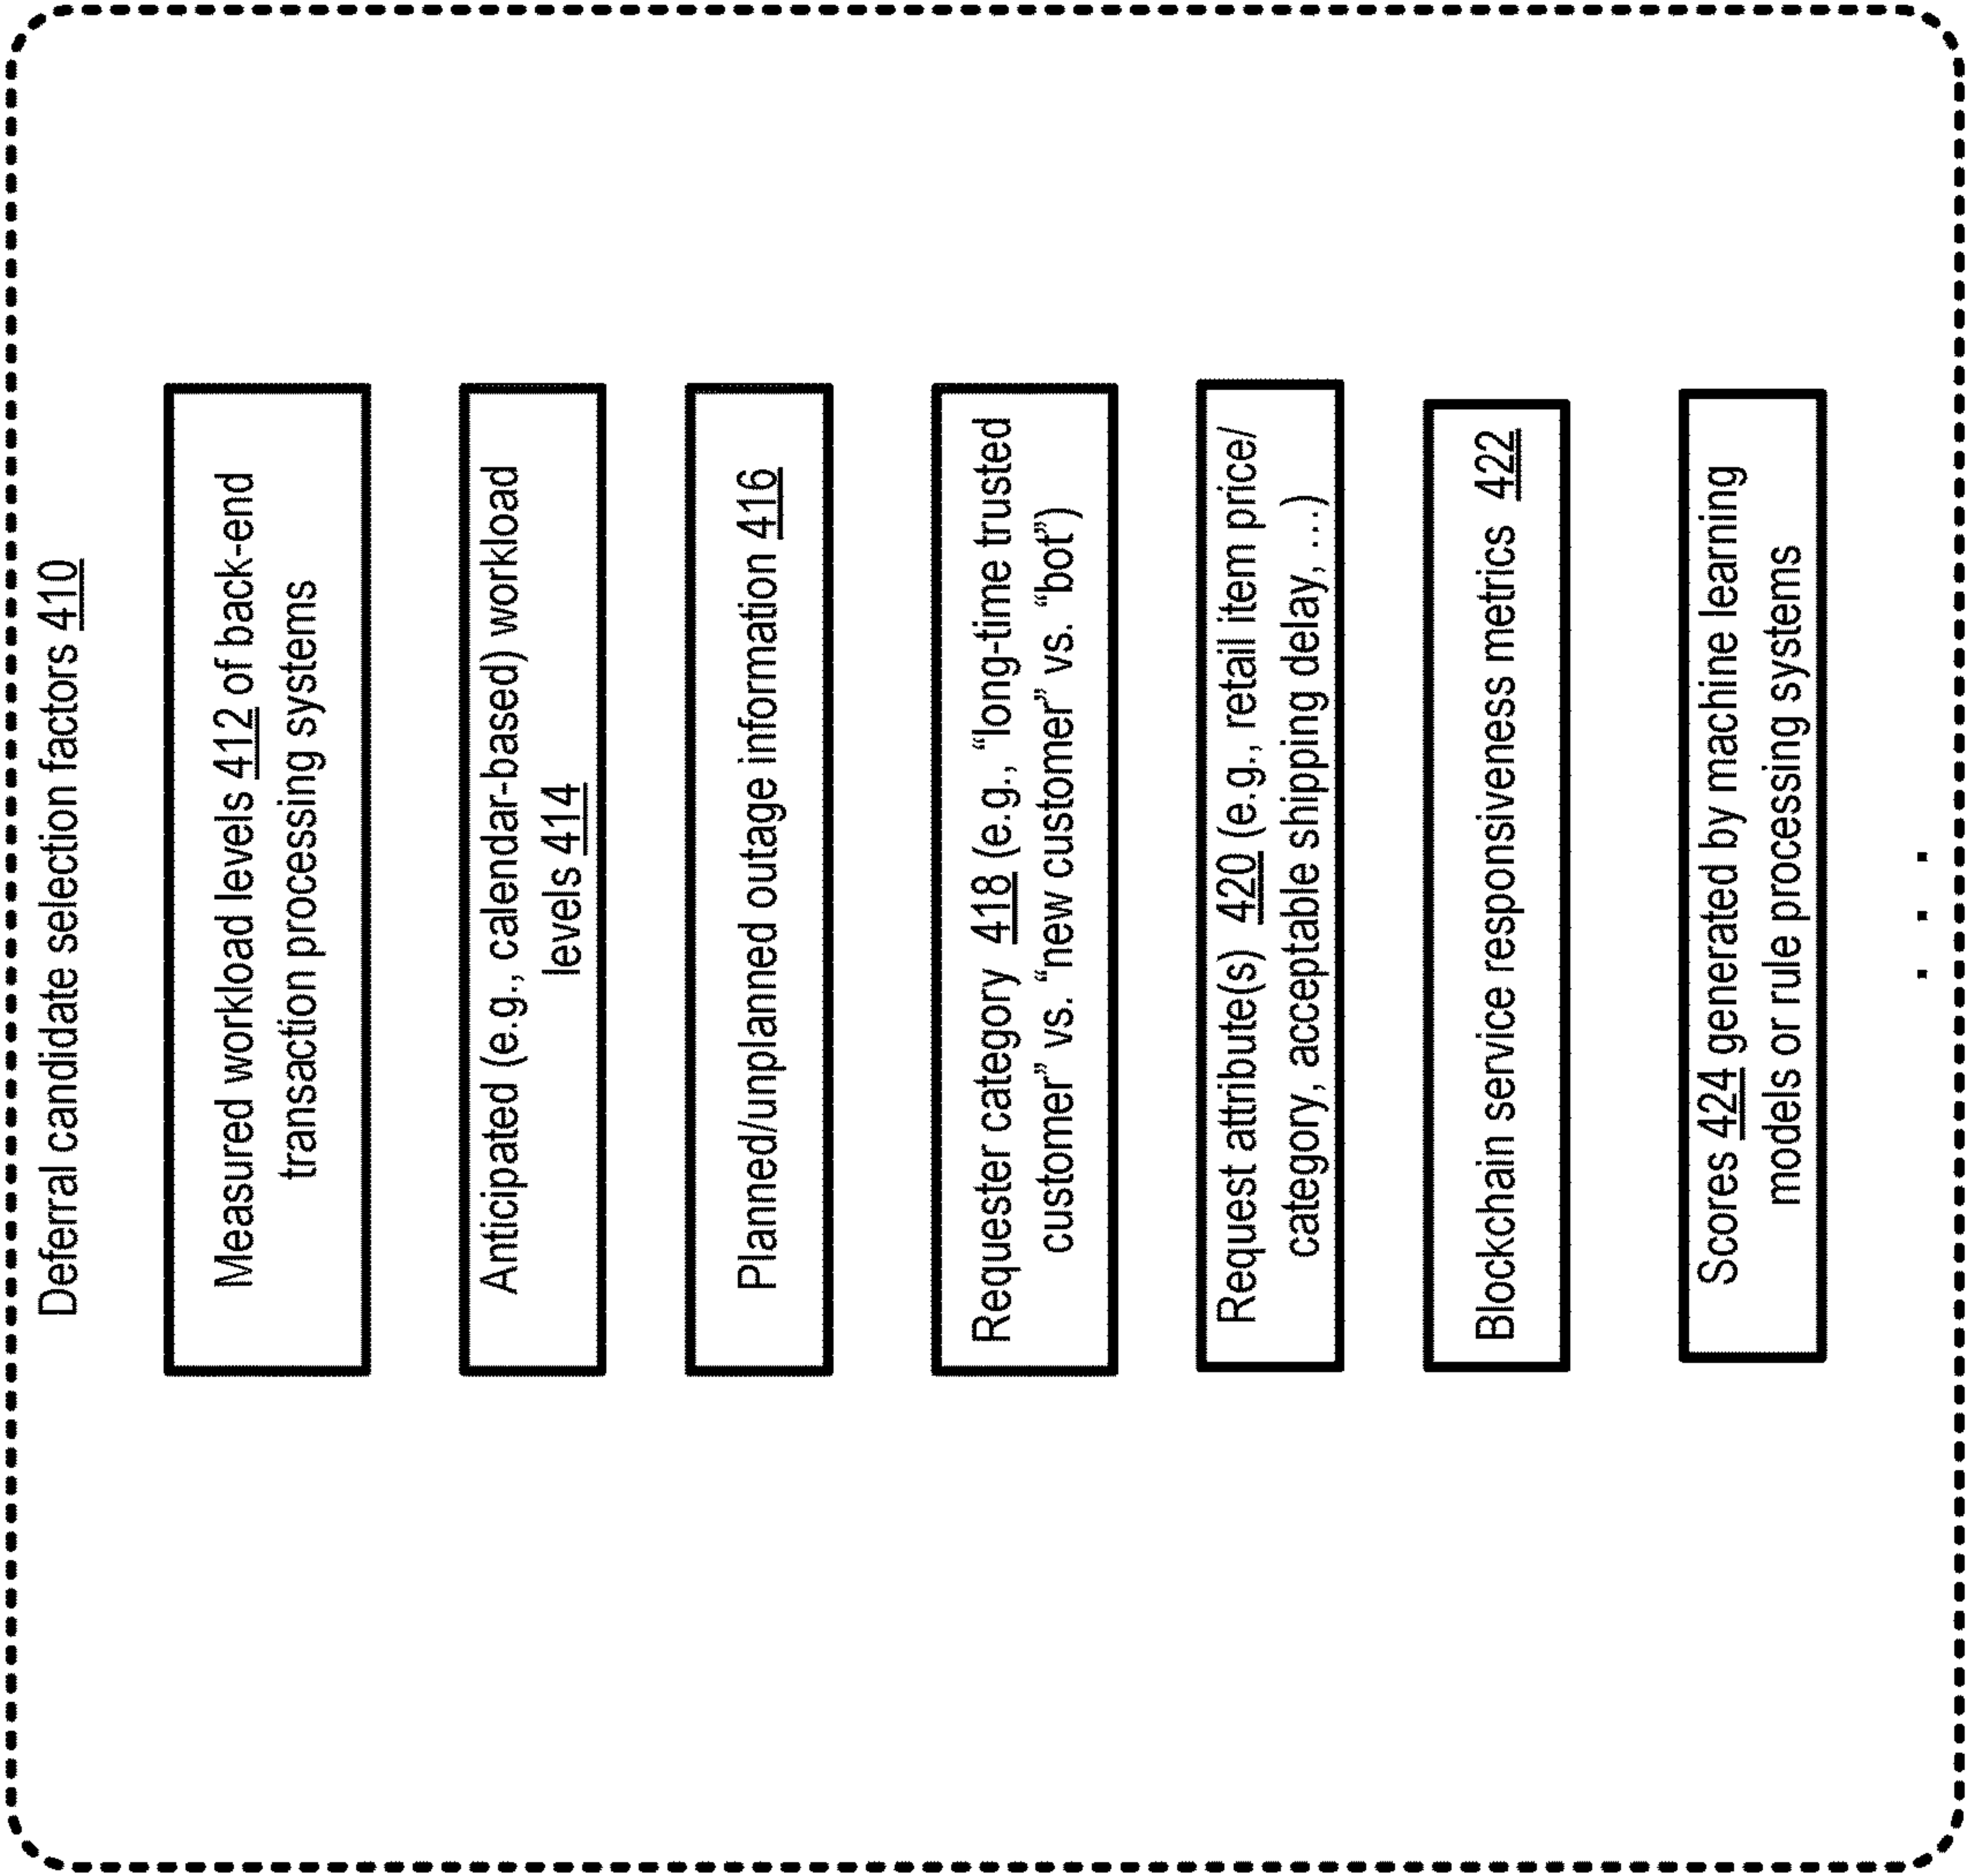 Deferral candidate selection factors 410
Measured workload levels 412 of back-end
transaction processing systems
Anticipated (e.g., calendar-based) workload
levels 414
Planned/unplanned outage information 416
Requester category 418 (e.g., “long-time trusted
customer” vs. “new customer” vs. “bot”)
Request attribute(s) 420 (e.g., retail item price/
category, acceptable shipping delay, …)
Blockchain service responsiveness metrics 422
Scores 424 generated by machine learning
models or rule processing systems
. . .